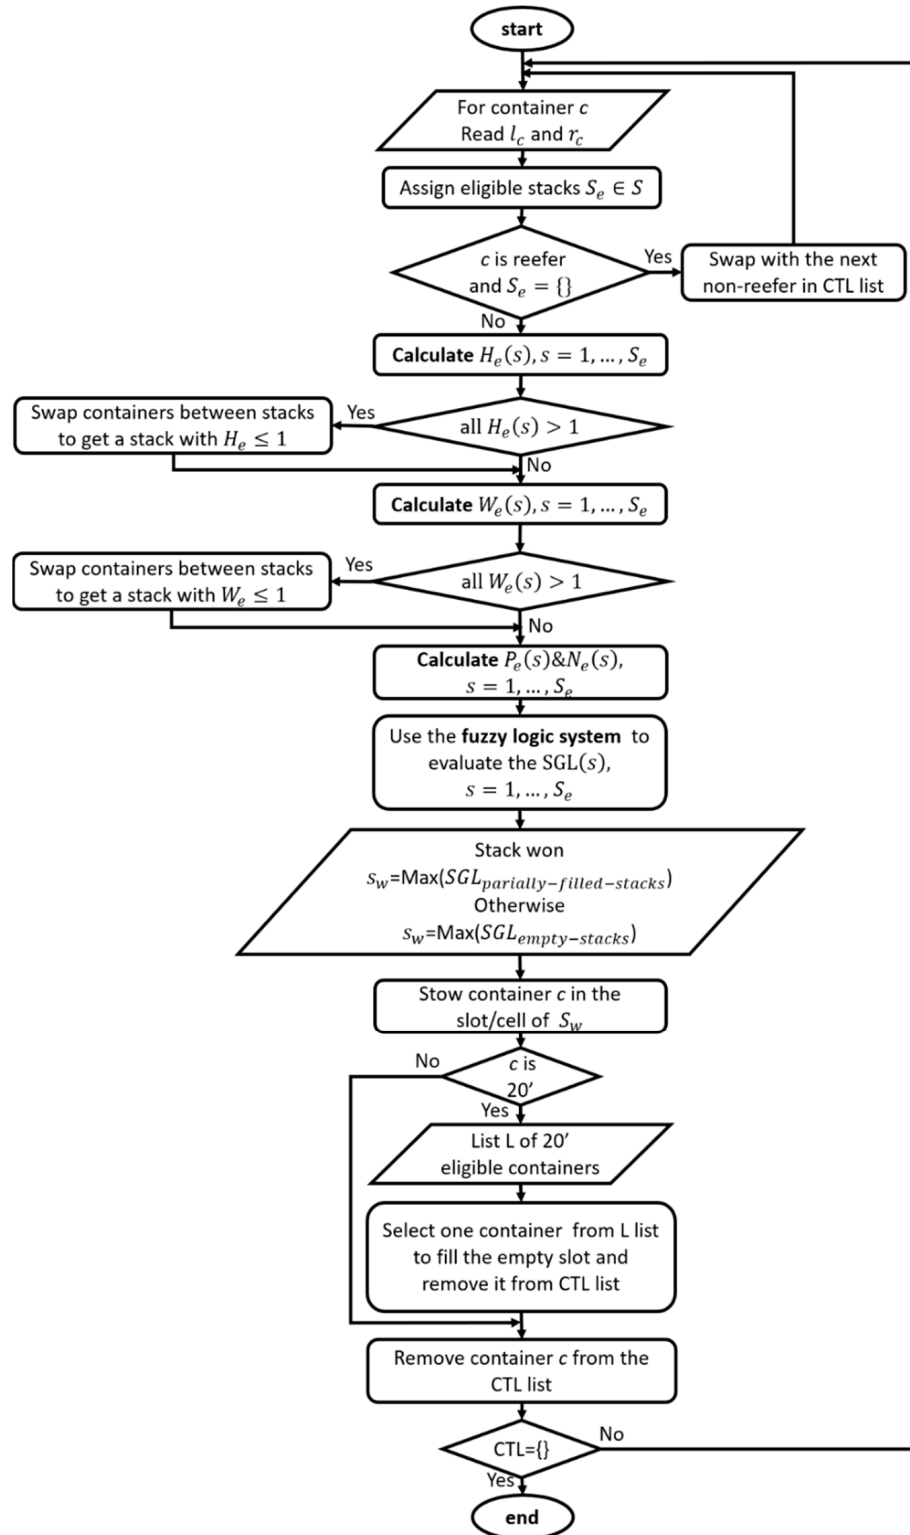 start
For container c
Read l_c and r_c
Assign eligible stacks S_e ∈ S
c is reefer
and S_e = {}
Yes
Swap with the next
non-reefer in CTL list
No
Calculate H_e(s), s = 1, … , S_e
Swap containers between stacks
to get a stack with H_e ≤ 1
Yes
all H_e(s) > 1
No
Calculate W_e(s), s = 1, … , S_e
Swap containers between stacks
to get a stack with W_e ≤ 1
Yes
all W_e(s) > 1
No
Calculate P_e(s)&N_e(s),
s = 1, … , S_e
Use the fuzzy logic system to
evaluate the SGL(s),
s = 1, … , S_e
Stack won
s_w=Max(SGL_parially−filled−stacks)
Otherwise
s_w=Max(SGL_empty−stacks)
Stow container c in the
slot/cell of S_w
No
c is
20′
Yes
List L of 20′
eligible containers
Select one container from L list
to fill the empty slot and
remove it from CTL list
Remove container c from the
CTL list
CTL={}
No
Yes
end